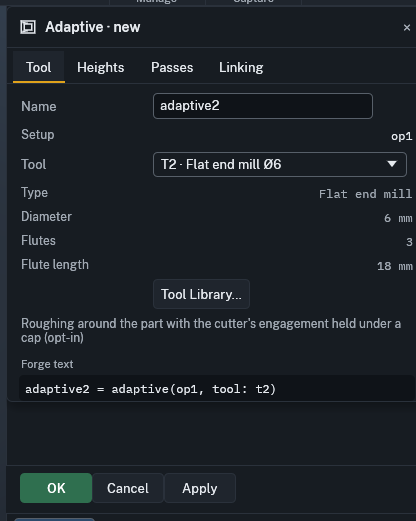 Adaptive · new
×
Tool Heights Passes Linking
Name adaptive2
Setup op1
Tool T2 · Flat end mill Ø6
Type Flat end mill
Diameter 6 mm
Flutes 3
Flute length 18 mm
Tool Library...
Roughing around the part with the cutter's engagement held under a
cap (opt-in)
Forge text
adaptive2 = adaptive(op1, tool: t2)
OK Cancel Apply